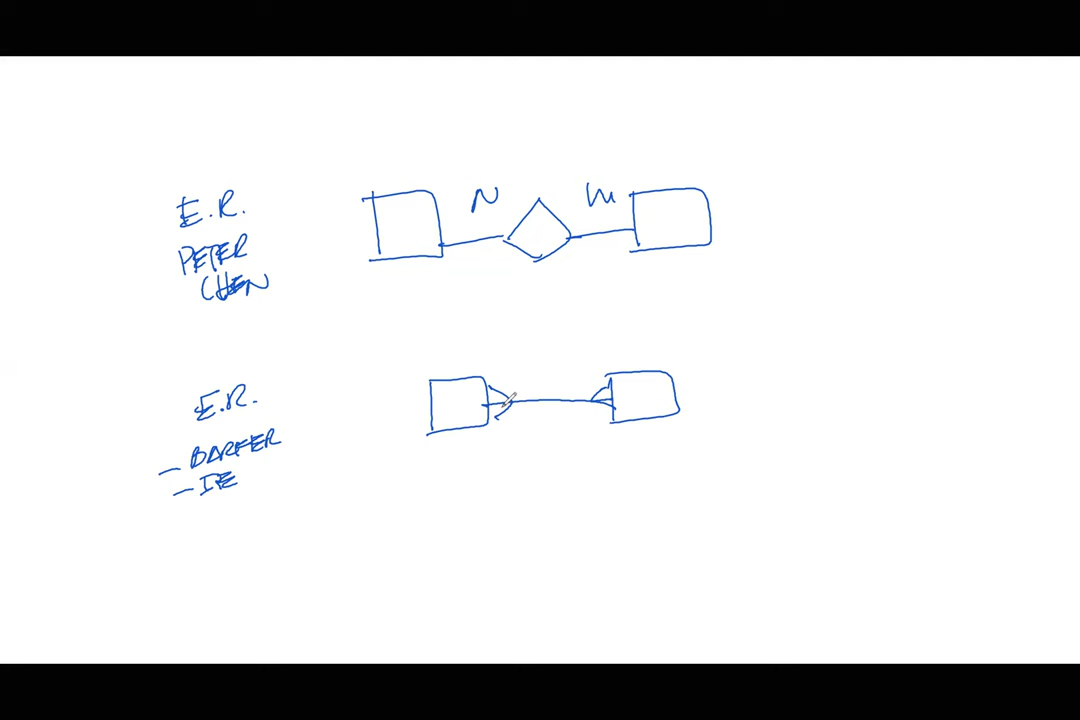 N M
E.R.
PETER
CHEN
E.R.
- BARKER
- IE